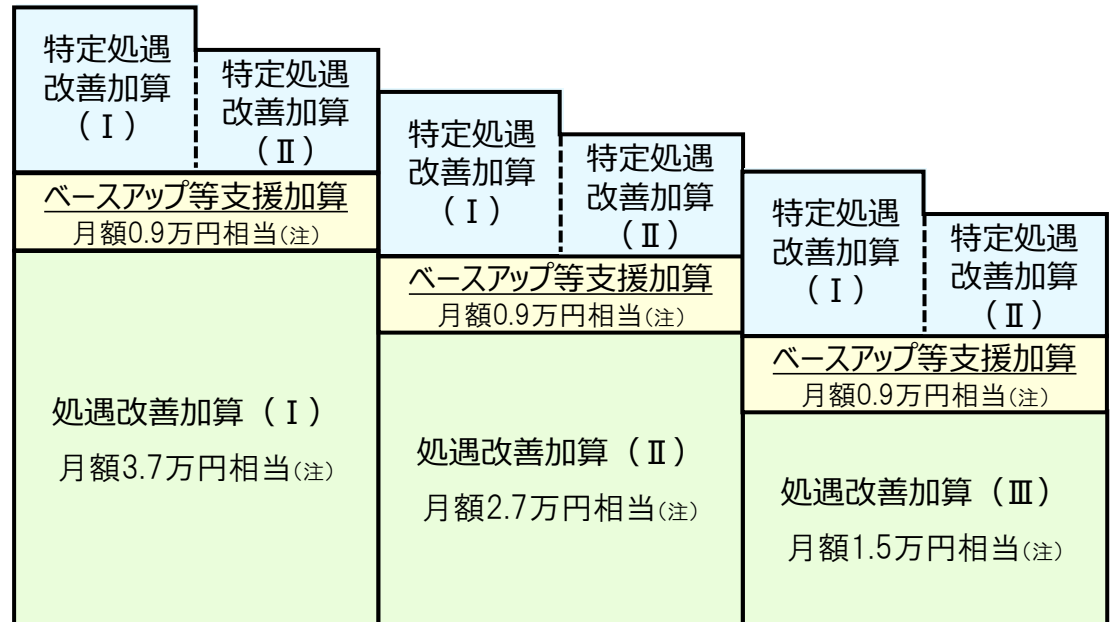 特定処遇
改善加算
（Ⅰ）
特定処遇
改善加算
（Ⅱ）
ベースアップ等支援加算
月額0.9万円相当(注)
処遇改善加算（Ⅰ）
月額3.7万円相当(注)
特定処遇
改善加算
（Ⅰ）
特定処遇
改善加算
（Ⅱ）
ベースアップ等支援加算
月額0.9万円相当(注)
処遇改善加算（Ⅱ）
月額2.7万円相当(注)
特定処遇
改善加算
（Ⅰ）
特定処遇
改善加算
（Ⅱ）
ベースアップ等支援加算
月額0.9万円相当(注)
処遇改善加算（Ⅲ）
月額1.5万円相当(注)